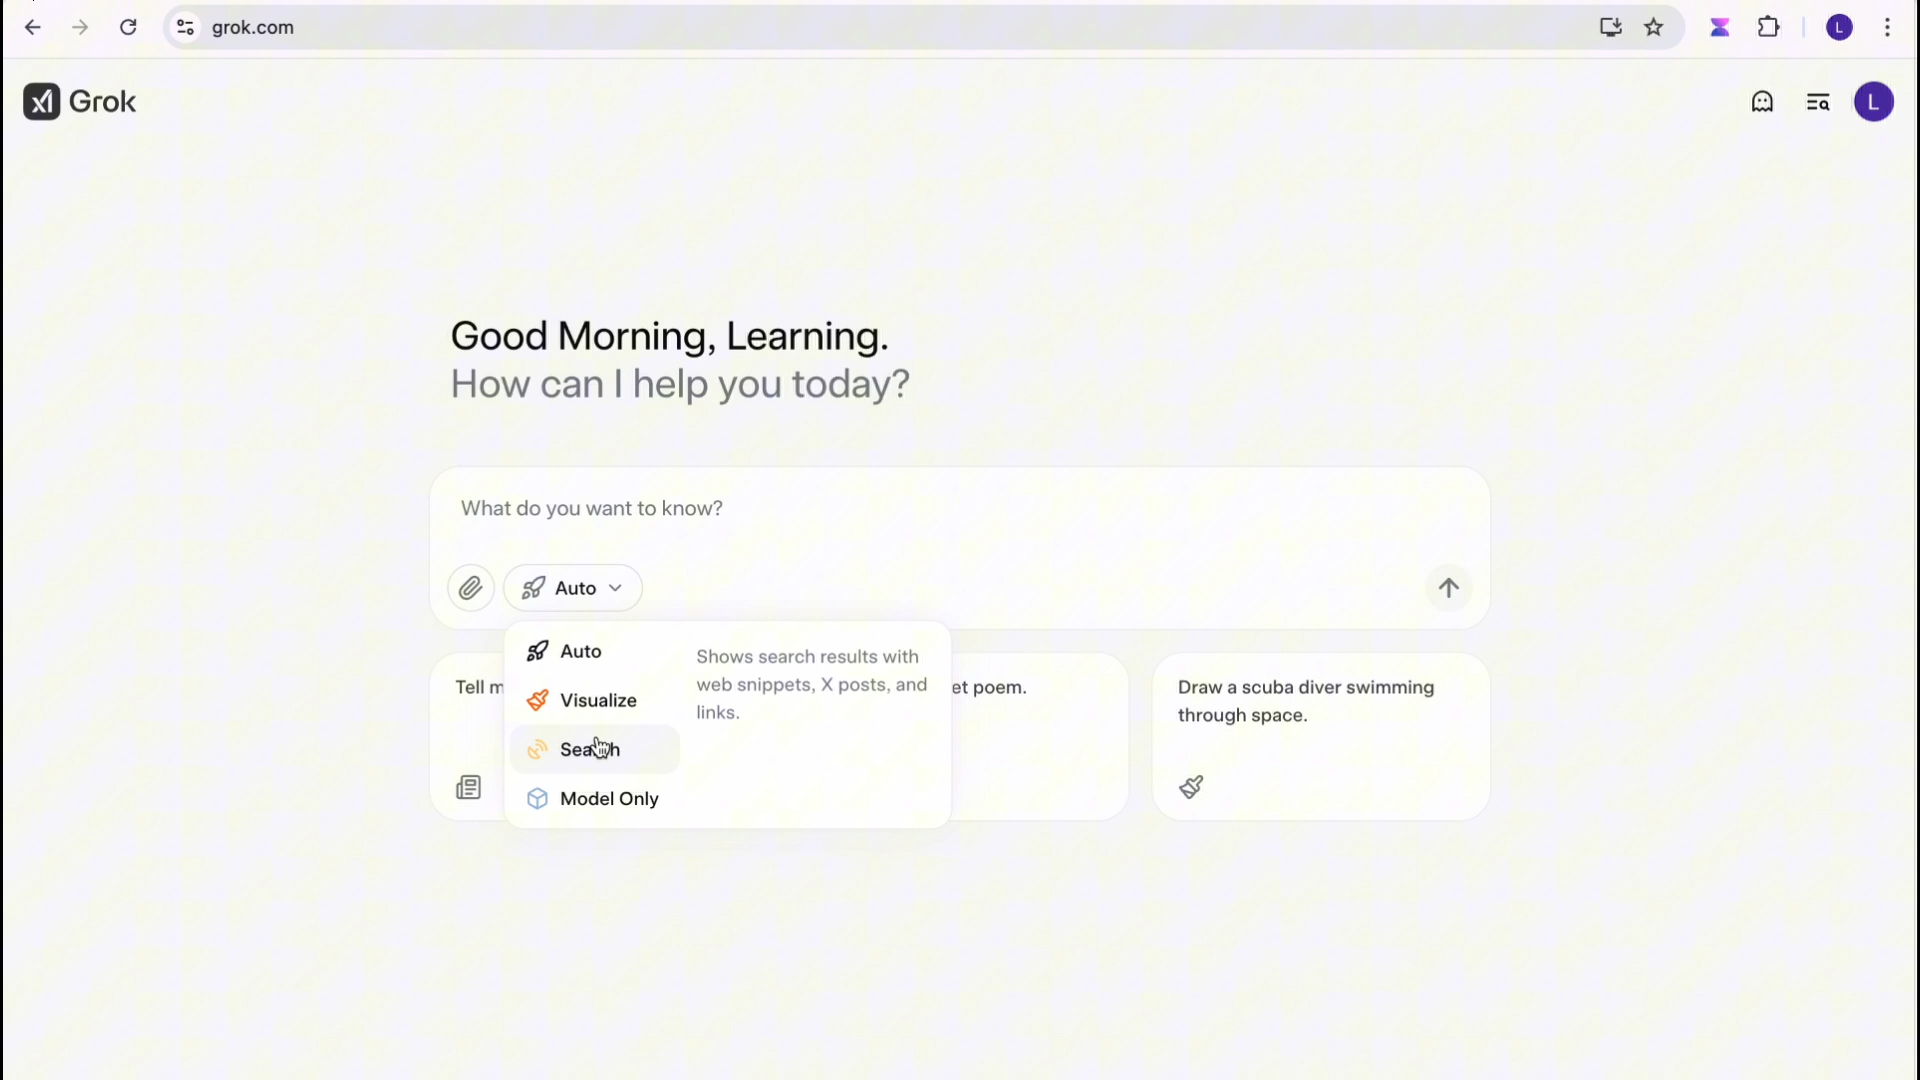 grok.com
L
Grok
L
Good Morning, Learning.
How can I help you today?
What do you want to know?
Auto
Auto
Visualize
Search
Model Only
Shows search results with
web snippets, X posts, and
links.
Tell
poem.
Draw a scuba diver swimming
through space.